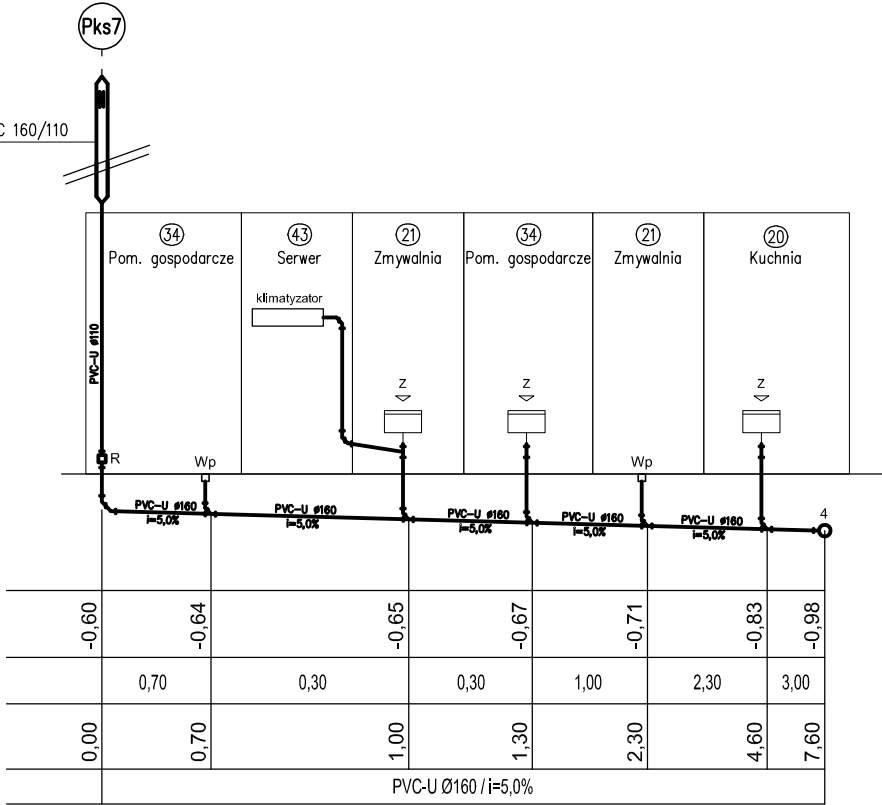 Pks7
C 160/110
34
Pom. gospodarcze
43
Serwer
21
Zmywalnia
34
Pom. gospodarcze
21
Zmywalnia
20
Kuchnia
klimatyzator
PVC-U ø110
Z
Z
Z
R
Wp
Wp
PVC-U ø160
i=5,0%
PVC-U ø160
i=5,0%
PVC-U ø160
i=5,0%
PVC-U ø160
i=5,0%
PVC-U ø160
i=5,0%
4
-0,60 -0,64 -0,65 -0,67 -0,71 -0,83 -0,98
0,70 0,30 0,30 1,00 2,30 3,00
0,00 0,70 1,00 1,30 2,30 4,60 7,60
PVC-U Ø160 / i=5,0%